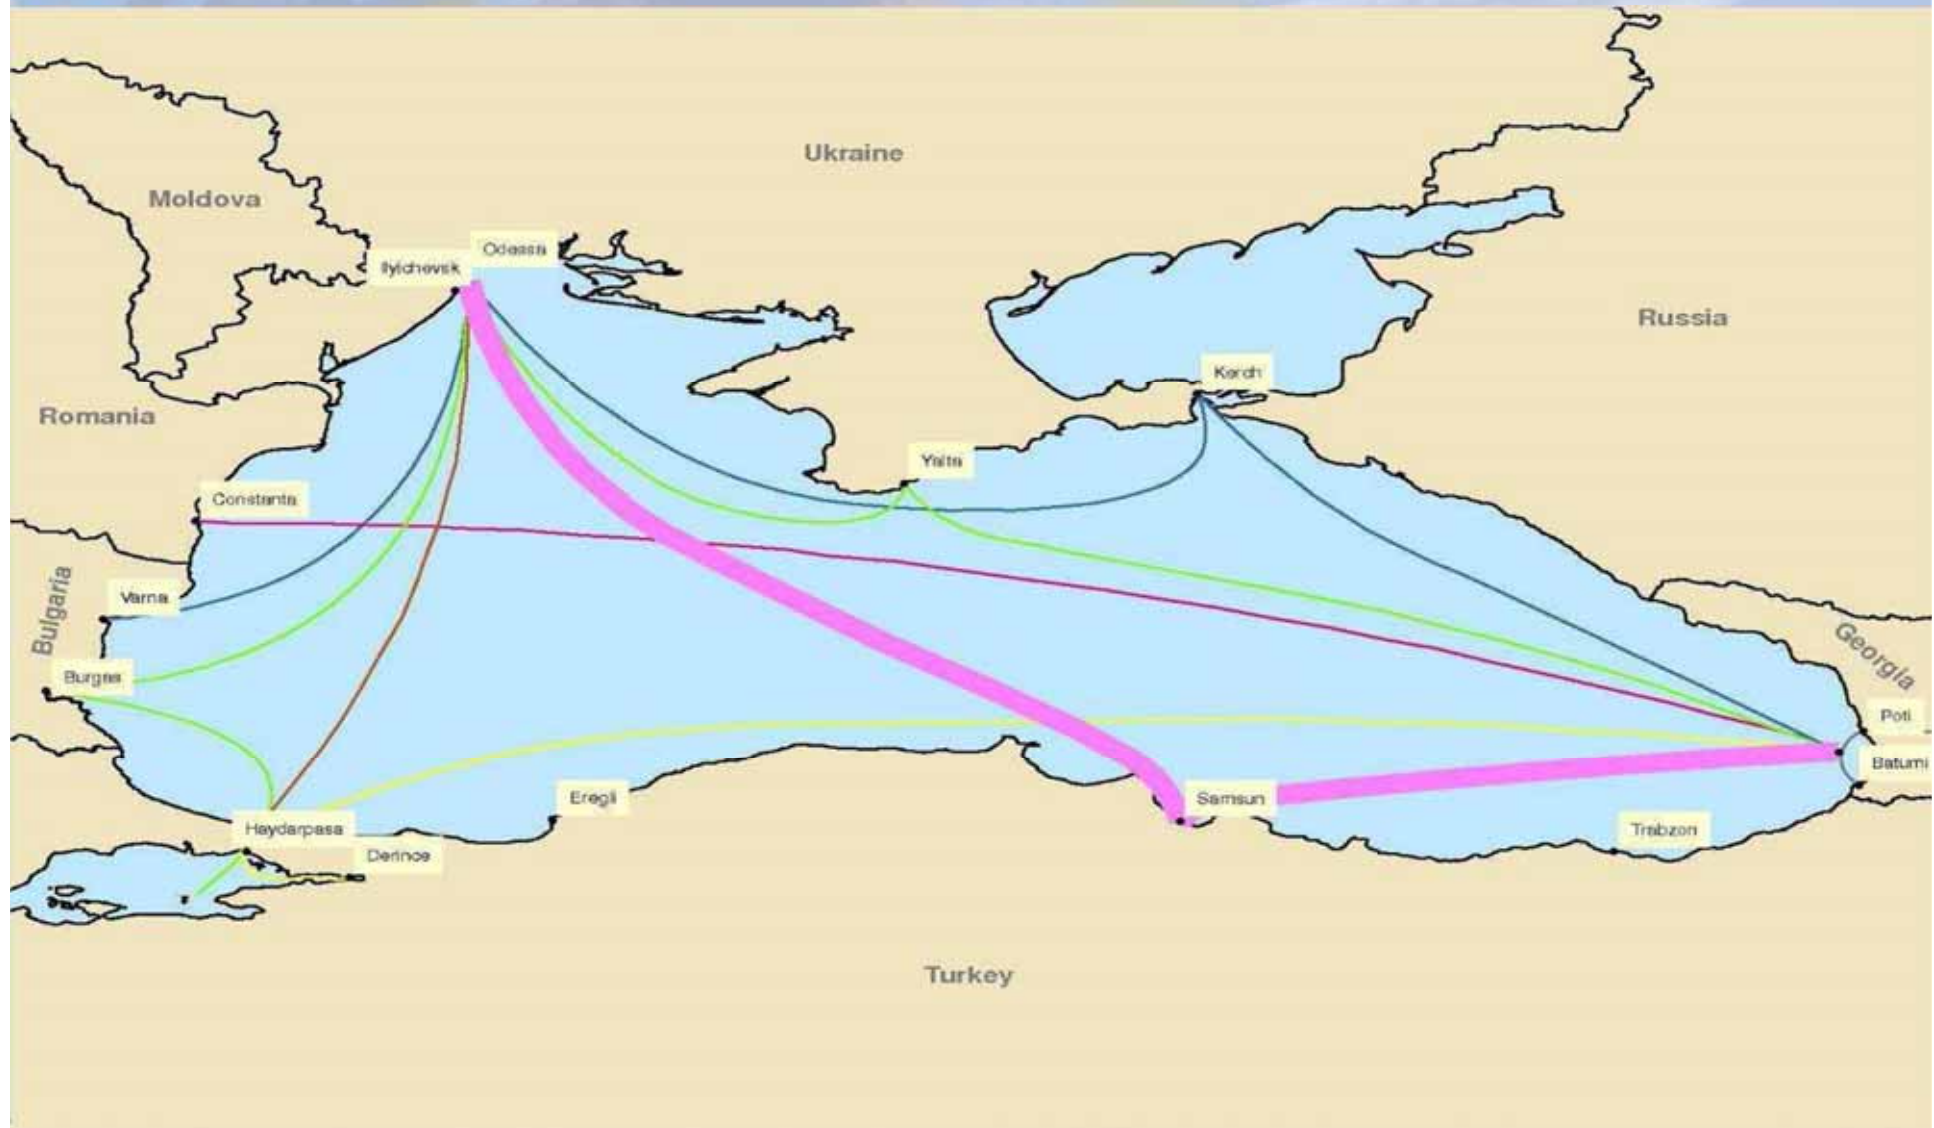 Ukraine
Moldova
Odessa
Ilyichevsk
Russia
Kerch
Romania
Yalta
Constanta
Bulgaria
Varna
Georgia
Burgas
Poti
Batumi
Eregli
Samsun
Haydarpasa
Trabzon
Derince
Turkey